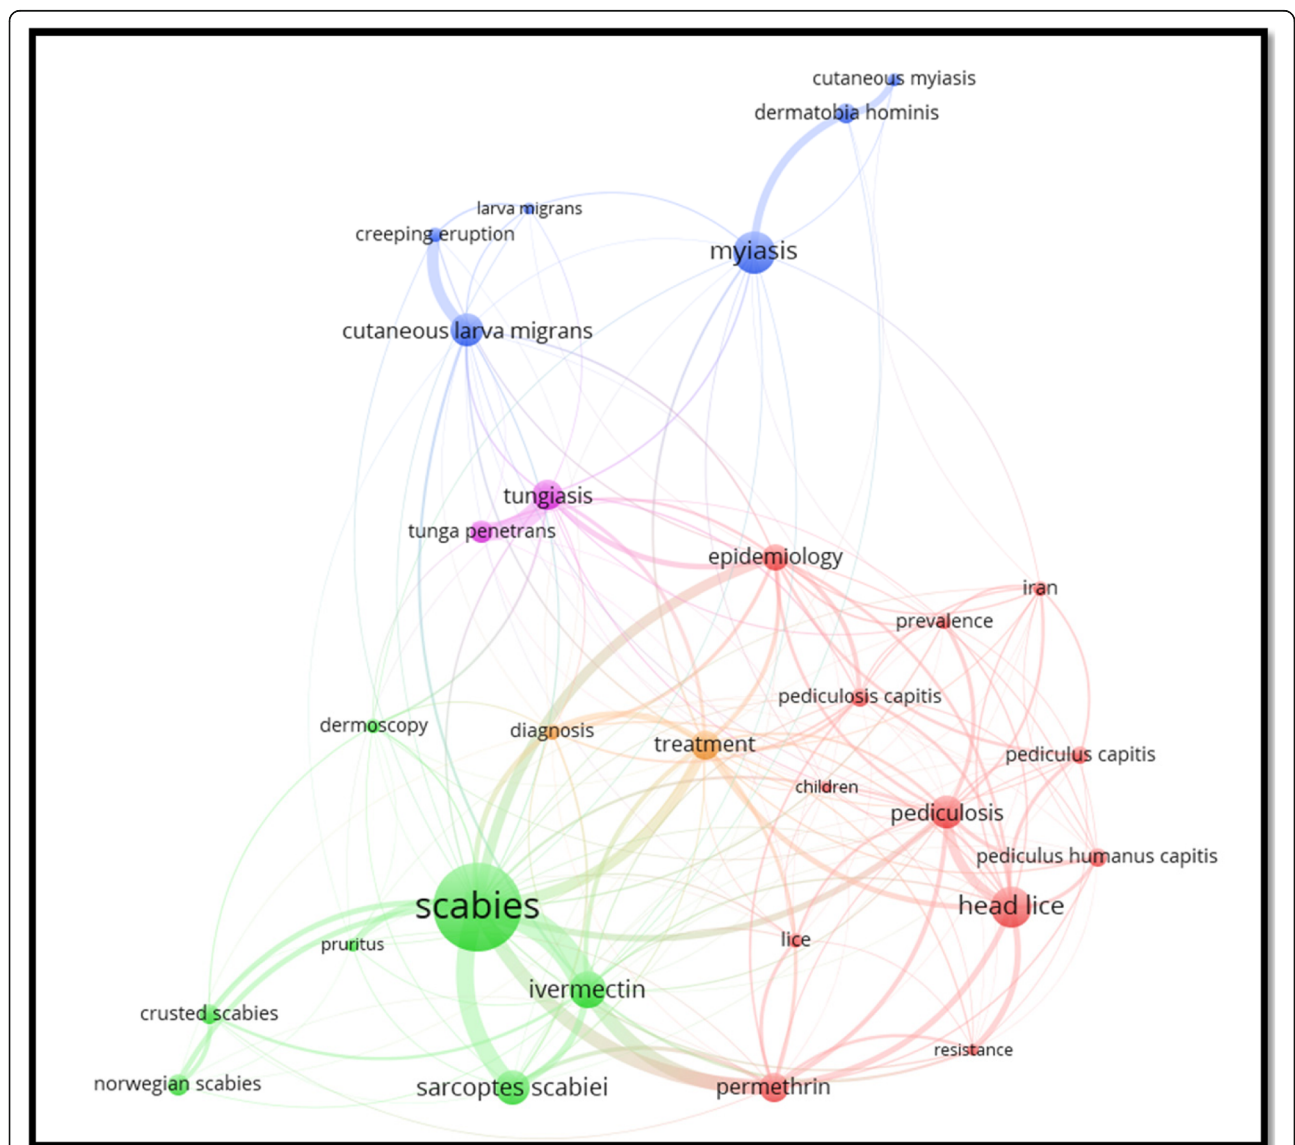 cutaneous myiasis
dermatobia hominis
larva migrans
creeping eruption
myiasis
cutaneous larva migrans
tungiasis
tunga penetrans
epidemiology
iran
prevalence
pediculosis capitis
dermoscopy
diagnosis
treatment
pediculus capitis
children
pediculosis
pediculus humanus capitis
scabies
head lice
lice
pruritus
ivermectin
crusted scabies
resistance
norwegian scabies
sarcoptes scabiei
permethrin